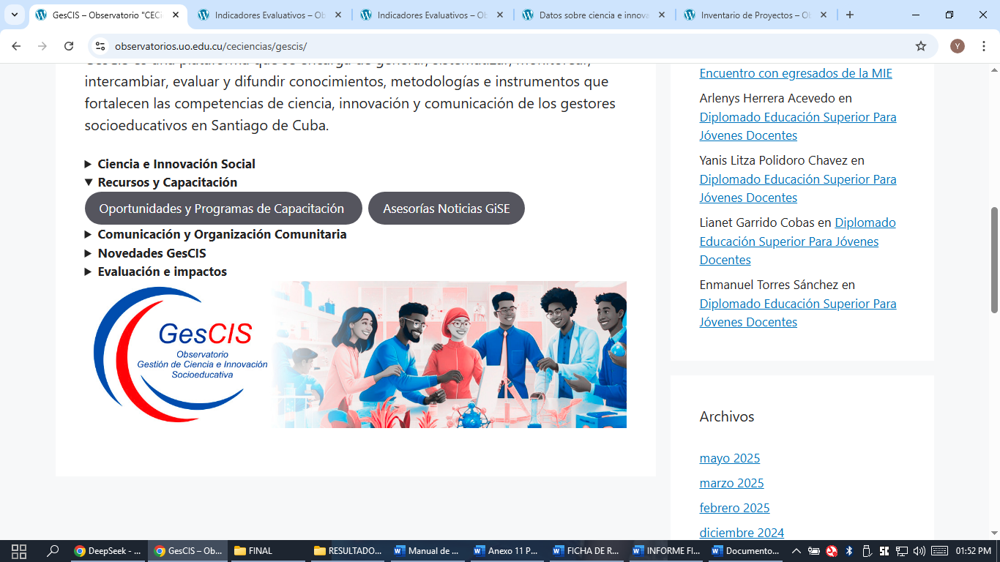 GesCIS – Observatorio "CECi
Indicadores Evaluativos – Ob
Indicadores Evaluativos – Ob
Datos sobre ciencia e innova
Inventario de Proyectos – Ob
observatorios.uo.edu.cu/ceciencias/gescis/
Y
GesCIS es una plataforma que se encarga de generar, sistematizar, monitorear,
intercambiar, evaluar y difundir conocimientos, metodologías e instrumentos que
fortalecen las competencias de ciencia, innovación y comunicación de los gestores
socioeducativos en Santiago de Cuba.
Ciencia e Innovación Social
Recursos y Capacitación
Oportunidades y Programas de Capacitación
Asesorías Noticias GiSE
Comunicación y Organización Comunitaria
Novedades GesCIS
Evaluación e impactos
GesCIS
Observatorio
Gestión de Ciencia e Innovación
Socioeducativa
Encuentro con egresados de la MIE
Arlenys Herrera Acevedo en
Diplomado Educación Superior Para
Jóvenes Docentes
Yanis Litza Polidoro Chavez en
Diplomado Educación Superior Para
Jóvenes Docentes
Lianet Garrido Cobas en Diplomado
Educación Superior Para Jóvenes
Docentes
Enmanuel Torres Sánchez en
Diplomado Educación Superior Para
Jóvenes Docentes
Archivos
mayo 2025
marzo 2025
febrero 2025
diciembre 2024
DeepSeek - ...
GesCIS – Ob...
FINAL
RESULTADO...
Manual de ...
Anexo 11 P...
FICHA DE R...
INFORME FI...
Documento...
01:52 PM